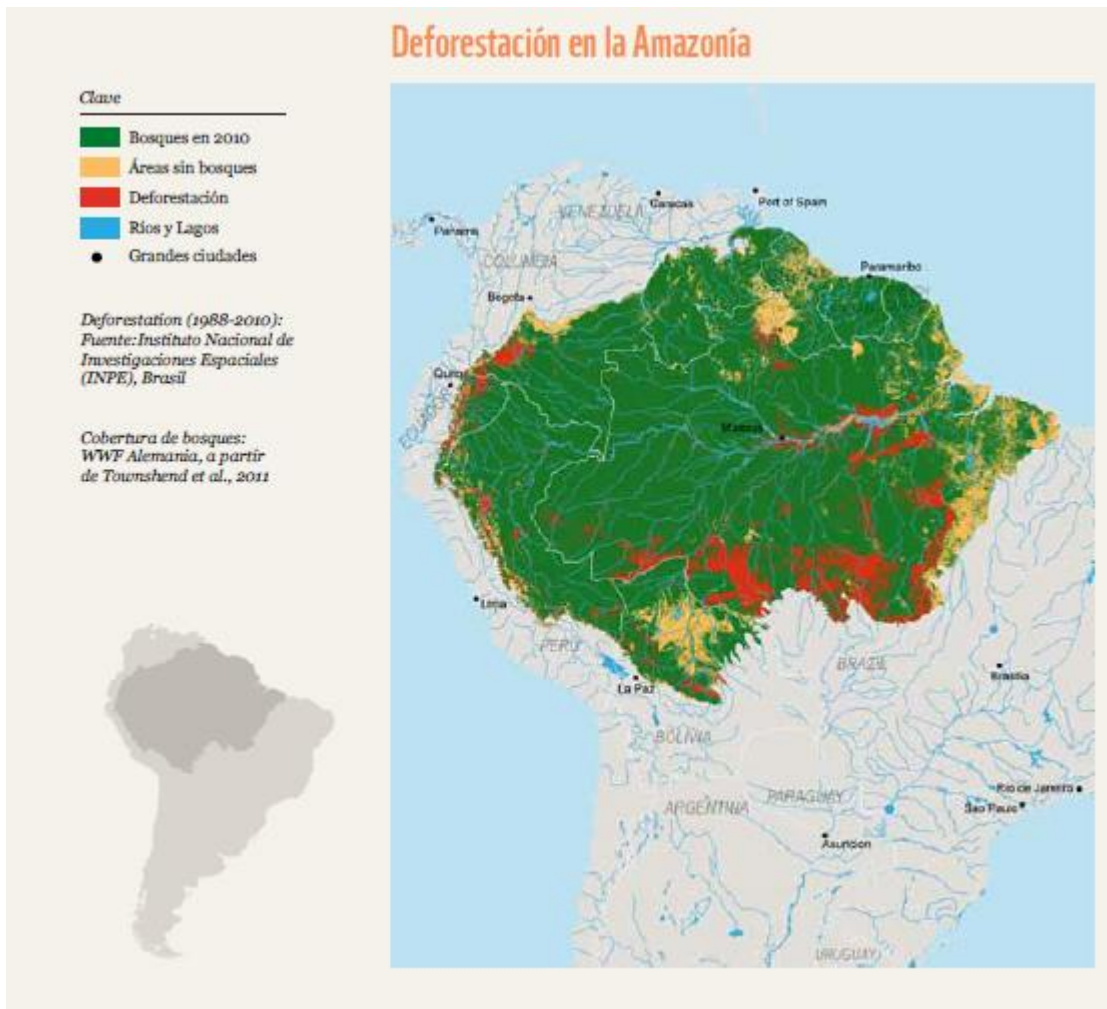 Deforestación en la Amazonía
Clave
Bosques en 2010
Áreas sin bosques
Deforestación
Ríos y Lagos
Grandes ciudades
Deforestation (1988-2010):
Fuente:Instituto Nacional de
Investigaciones Espaciales
(INPE), Brasil
Cobertura de bosques:
WWF Alemania, a partir
de Townshend et al., 2011
Caracas
Port of Spain
VENEZUELA
Panama
COLUMBIA
Paramaribo
Bogota
Quito
ECUADOR
Manaus
Lima
PERU
BRAZIL
Brasilia
La Paz
BOLIVIA
Rio de Janeiro
PARAGUAY
Sao Paulo
ARGENTINA
Asuncion
URUGUAY